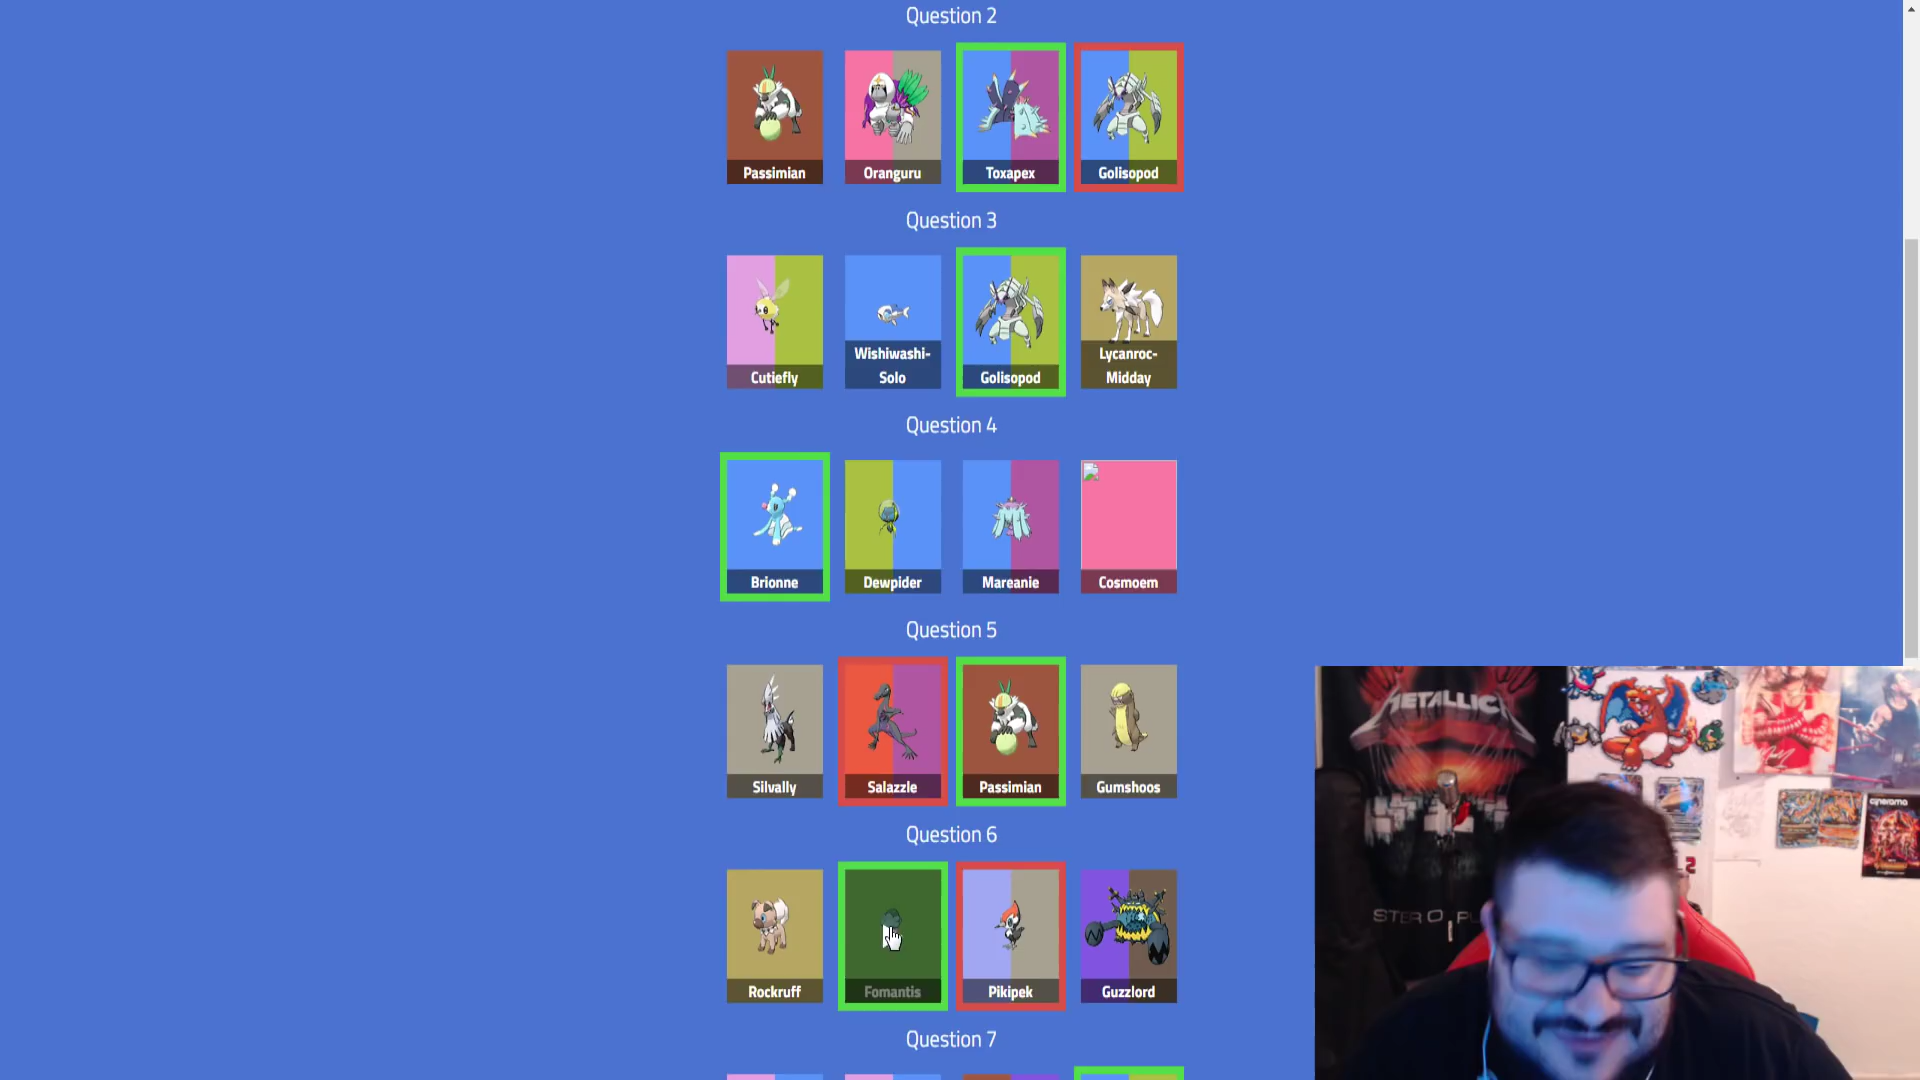 Question 2
Passimian
Oranguru
Toxapex
Golisopod
Question 3
Cutiefly
Wishiwashi-
Solo
Golisopod
Lycanroc-
Midday
Question 4
Brionne
Dewpider
Mareanie
Cosmoem
Question 5
Silvally
Salazzle
Passimian
Gumshoos
METALLICA
cinerama
Question 6
Rockruff
Fomantis
Pikipek
Guzzlord
Question 7